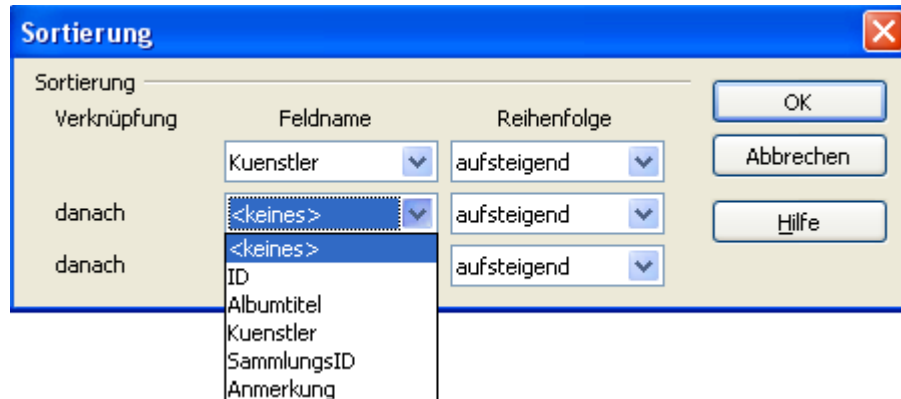 Sortierung
Sortierung
Verknüpfung Feldname Reihenfolge
Kuenstler aufsteigend
danach <keines> aufsteigend
danach aufsteigend
<keines>
ID
Albumtitel
Kuenstler
SammlungsID
Anmerkung
OK
Abbrechen
Hilfe